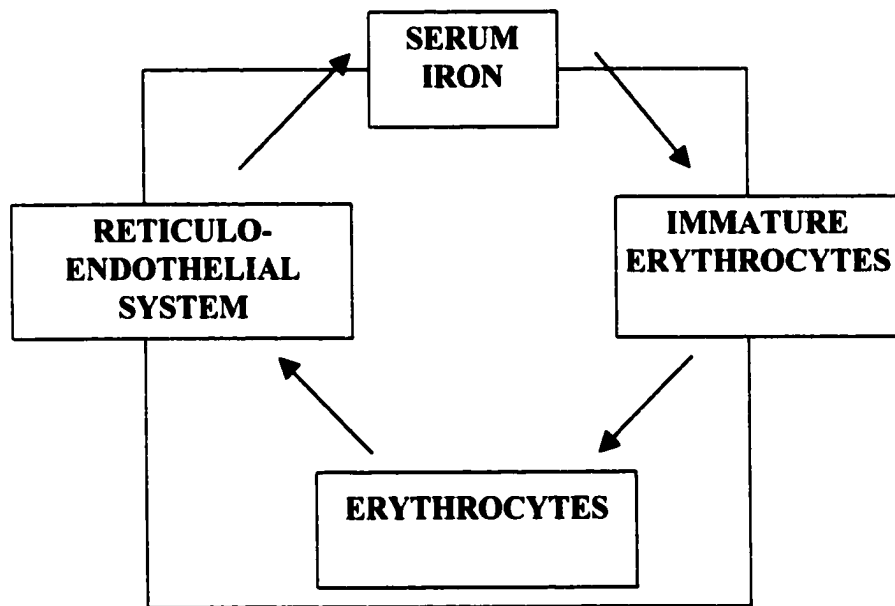 SERUM
IRON
RETICULO-
ENDOTHELIAL
SYSTEM
IMMATURE
ERYTHROCYTES
ERYTHROCYTES